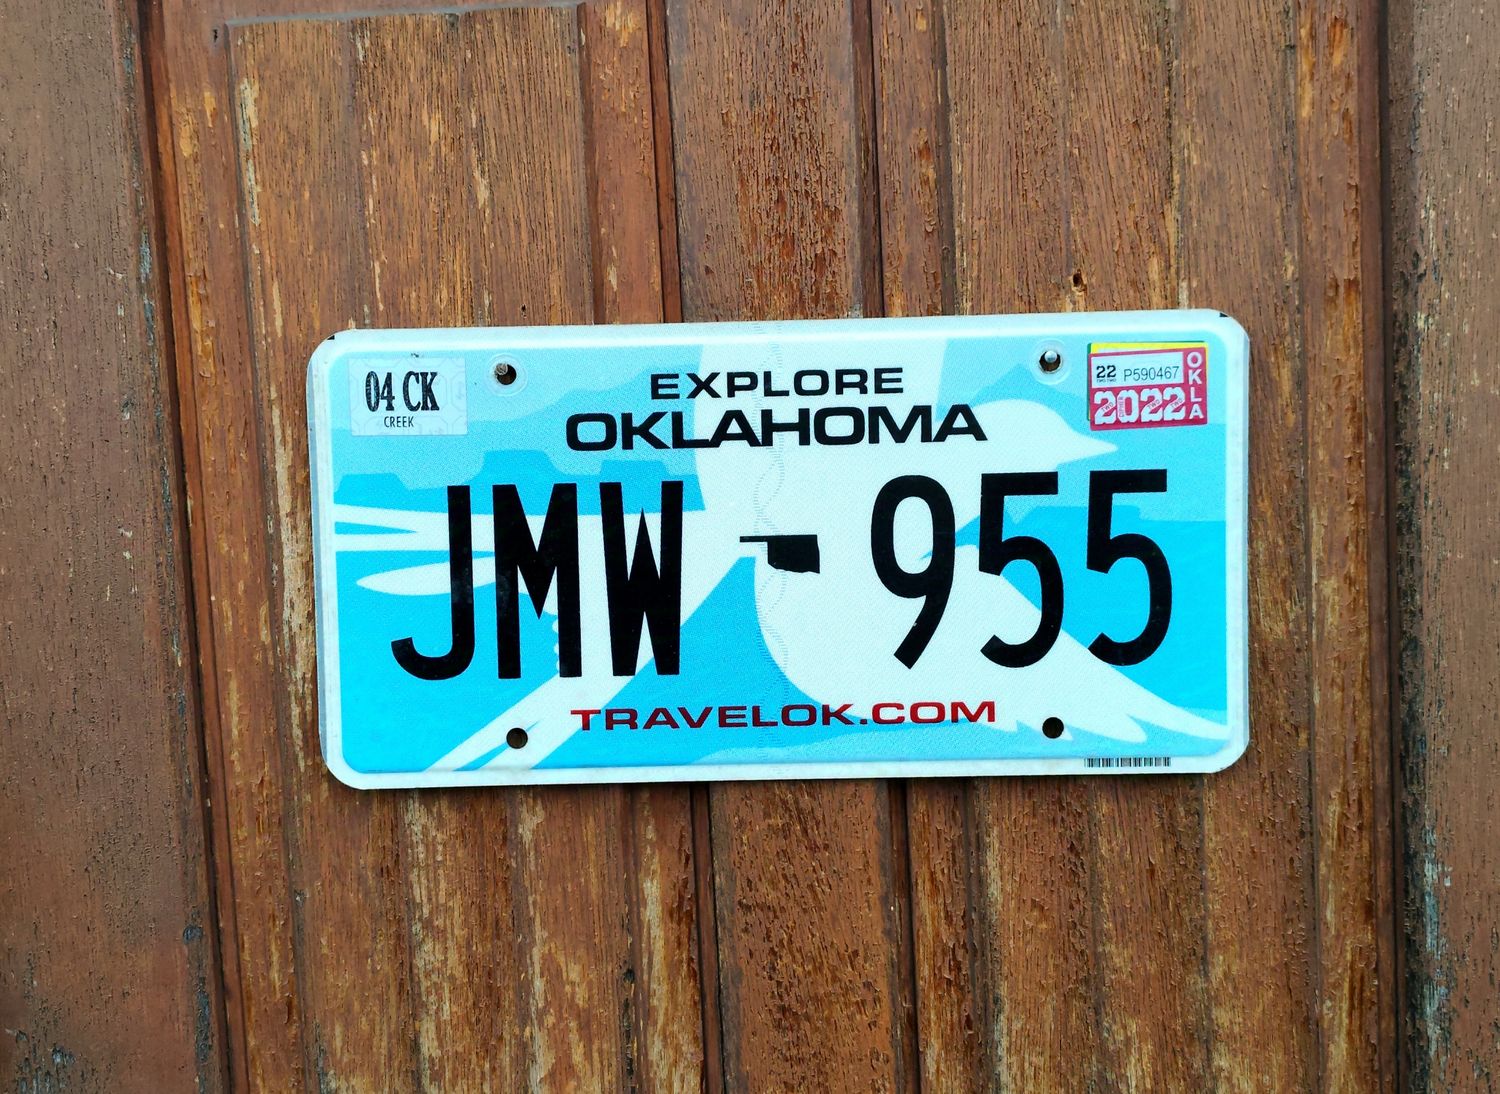 04 CK
CREEK
EXPLORE
OKLAHOMA
22 P590467
2022
OKLA
JMW 955
TRAVELOK.COM